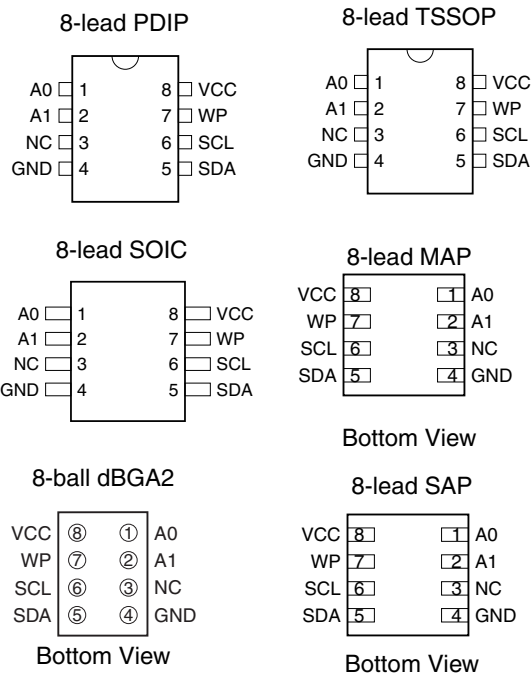 8-lead PDIP
A0 1 8 VCC
A1 2 7 WP
NC 3 6 SCL
GND 4 5 SDA
8-lead TSSOP
A0 1 8 VCC
A1 2 7 WP
NC 3 6 SCL
GND 4 5 SDA
8-lead SOIC
A0 1 8 VCC
A1 2 7 WP
NC 3 6 SCL
GND 4 5 SDA
8-lead MAP
VCC 8 1 A0
WP 7 2 A1
SCL 6 3 NC
SDA 5 4 GND
Bottom View
8-ball dBGA2
VCC 8 1 A0
WP 7 2 A1
SCL 6 3 NC
SDA 5 4 GND
Bottom View
8-lead SAP
VCC 8 1 A0
WP 7 2 A1
SCL 6 3 NC
SDA 5 4 GND
Bottom View